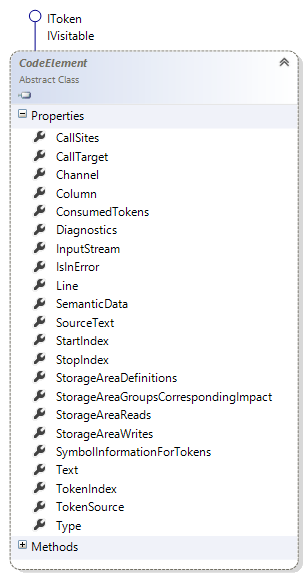 IToken
IVisitable
CodeElement
Abstract Class
Properties
CallSites
CallTarget
Channel
Column
ConsumedTokens
Diagnostics
InputStream
IsInError
Line
SemanticData
SourceText
StartIndex
StopIndex
StorageAreaDefinitions
StorageAreaGroupsCorrespondingImpact
StorageAreaReads
StorageAreaWrites
SymbolInformationForTokens
Text
TokenIndex
TokenSource
Type
Methods